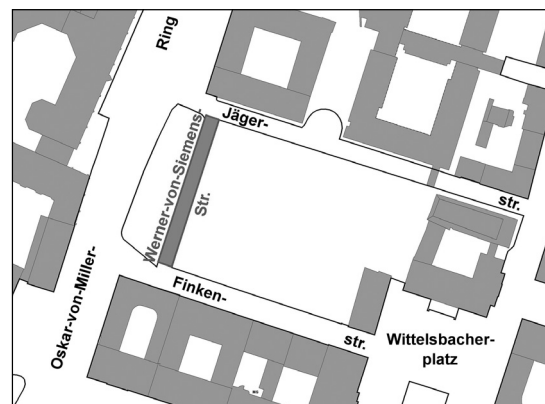 Ring
Jäger-
str.
Werner-von-Siemens-
Str.
Oskar-von-Miller-
Finken-
str.
Wittelsbacher-
platz